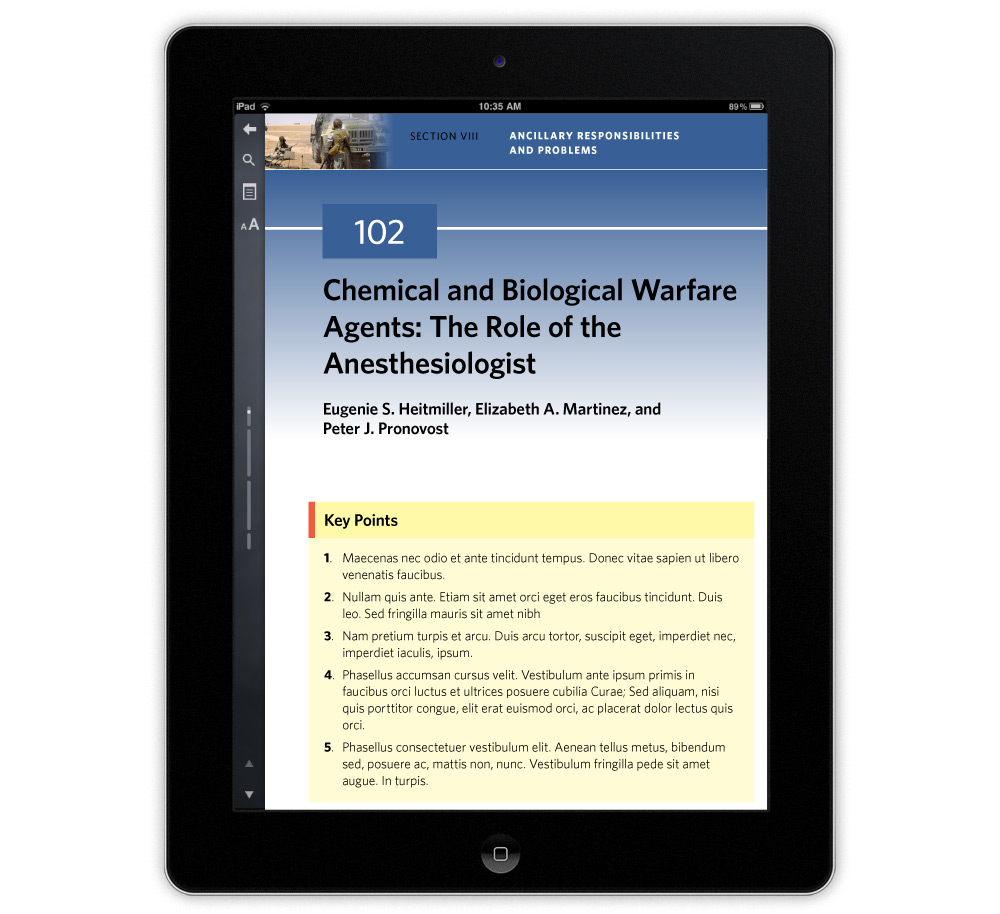 iPad 10:35 AM 89%
SECTION VIII ANCILLARY RESPONSIBILITIES
AND PROBLEMS
AA
102
Chemical and Biological Warfare
Agents: The Role of the
Anesthesiologist
Eugenie S. Heitmiller, Elizabeth A. Martinez, and
Peter J. Pronovost
Key Points
1. Maecenas nec odio et ante tincidunt tempus. Donec vitae sapien ut libero
venenatis faucibus.
2. Nullam quis ante. Etiam sit amet orci eget eros faucibus tincidunt. Duis
leo. Sed fringilla mauris sit amet nibh
3. Nam pretium turpis et arcu. Duis arcu tortor, suscipit eget, imperdiet nec,
imperdiet iaculis, ipsum.
4. Phasellus accumsan cursus velit. Vestibulum ante ipsum primis in
faucibus orci luctus et ultrices posuere cubilia Curae; Sed aliquam, nisi
quis porttitor congue, elit erat euismod orci, ac placerat dolor lectus quis
orci.
5. Phasellus consectetuer vestibulum elit. Aenean tellus metus, bibendum
sed, posuere ac, mattis non, nunc. Vestibulum fringilla pede sit amet
augue. In turpis.